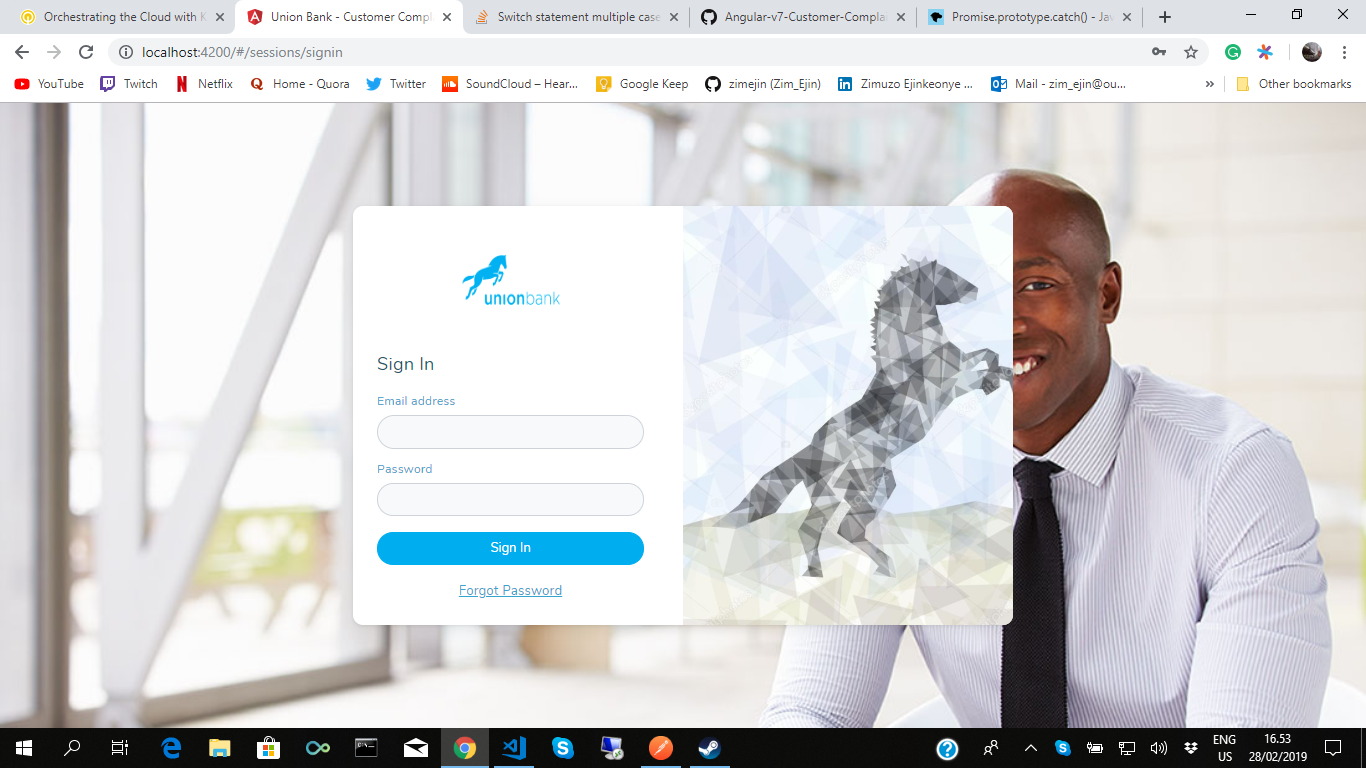 Orchestrating the Cloud with K
Union Bank - Customer Compl
Switch statement multiple case
Angular-v7-Customer-Complai
Promise.prototype.catch() - Jav
localhost:4200/#/sessions/signin
YouTube
Twitch
Netflix
Home - Quora
Twitter
SoundCloud – Hear...
Google Keep
zimejin (Zim_Ejin)
Zimuzo Ejinkeonye ...
Mail - zim_ejin@ou...
Other bookmarks
unionbank
Sign In
Email address
Password
Sign In
Forgot Password
ENG
US
16.53
28/02/2019